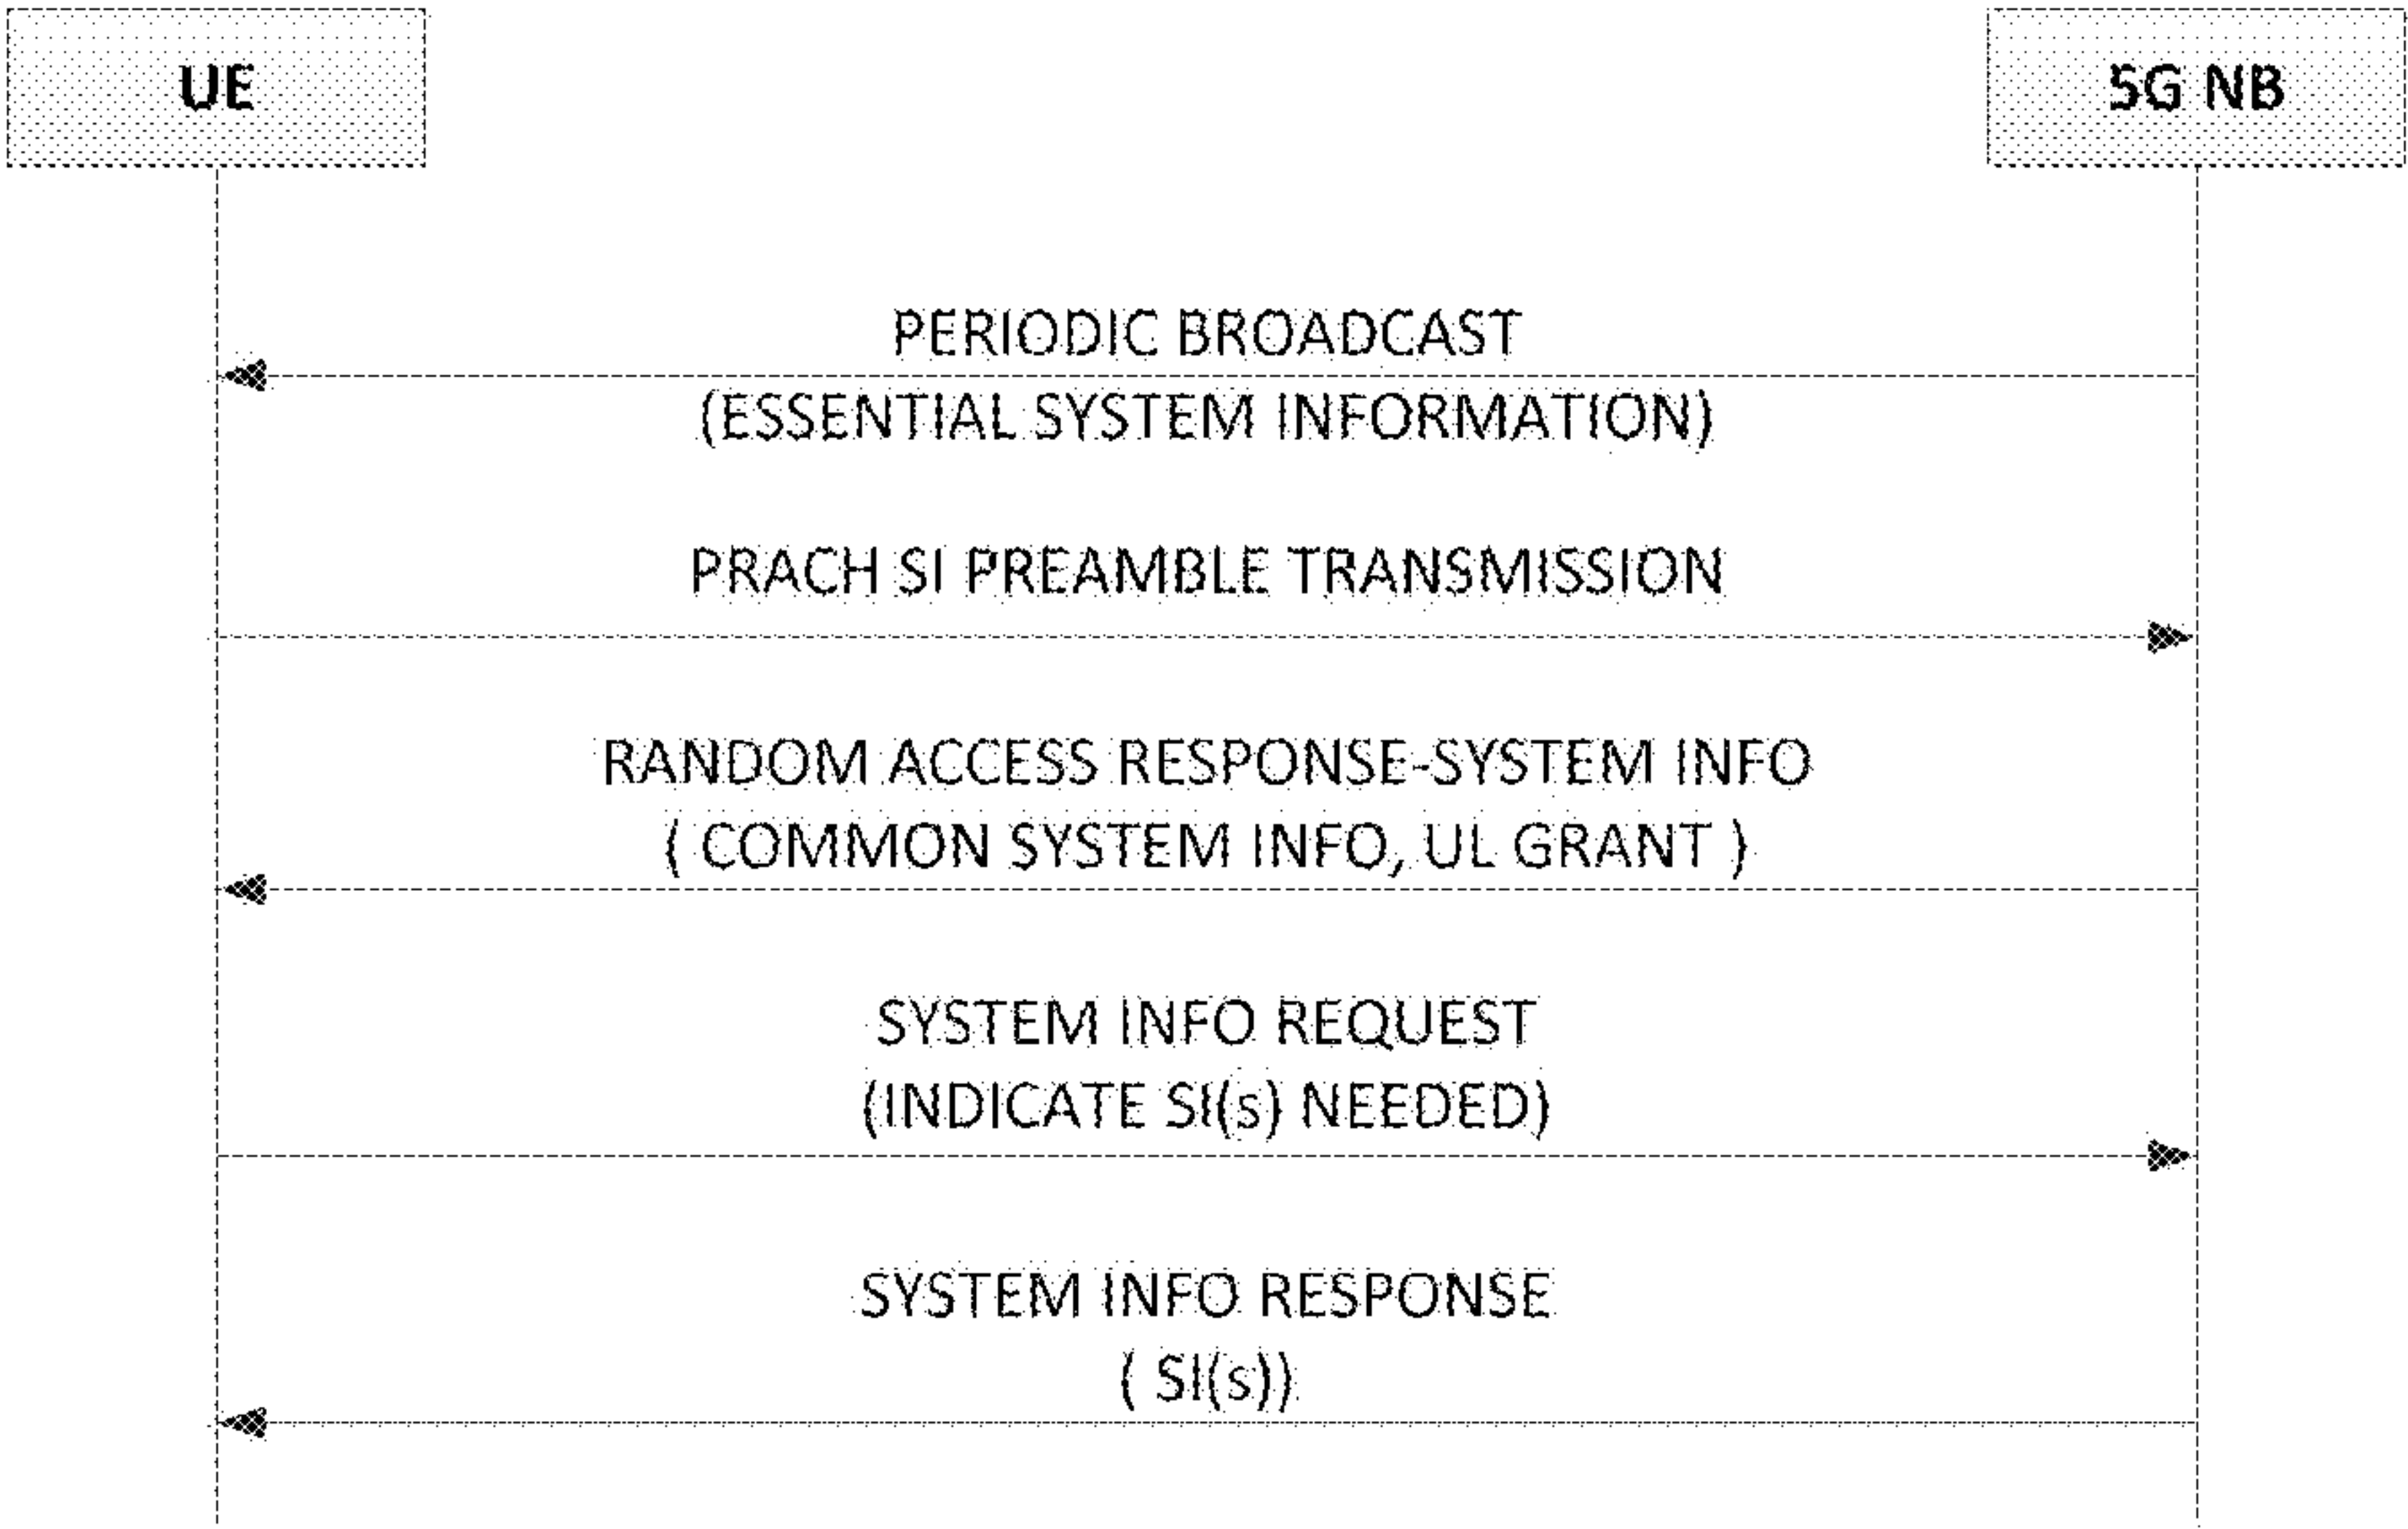 UE
5G NB
PERIODIC BROADCAST
(ESSENTIAL SYSTEM INFORMATION)
PRACH SI PREAMBLE TRANSMISSION
RANDOM ACCESS RESPONSE-SYSTEM INFO
( COMMON SYSTEM INFO, UL GRANT )
SYSTEM INFO REQUEST
(INDICATE SI(s) NEEDED)
SYSTEM INFO RESPONSE
( SI(s))